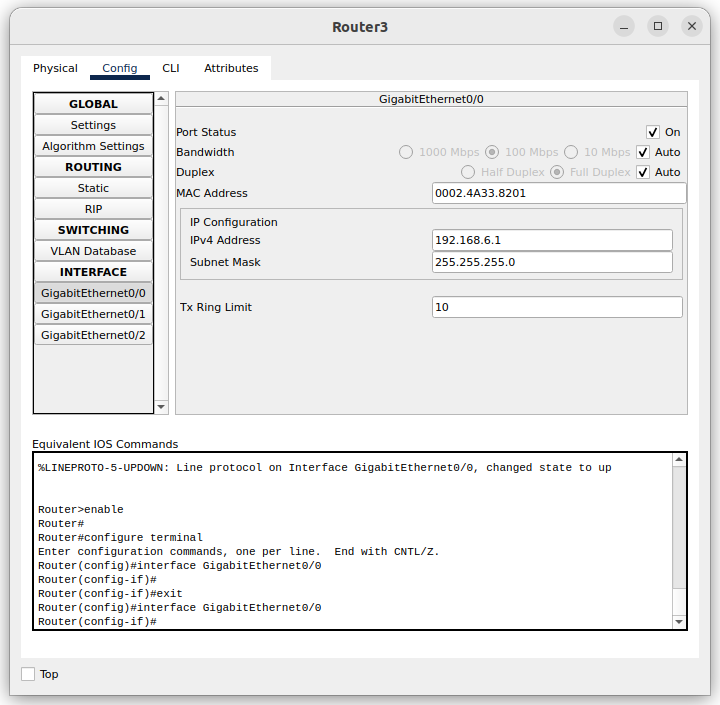 Router3
Physical Config CLI Attributes
GLOBAL
Settings
Algorithm Settings
ROUTING
Static
RIP
SWITCHING
VLAN Database
INTERFACE
GigabitEthernet0/0
GigabitEthernet0/1
GigabitEthernet0/2
GigabitEthernet0/0
Port Status On
Bandwidth 1000 Mbps 100 Mbps 10 Mbps Auto
Duplex Half Duplex Full Duplex Auto
MAC Address 0002.4A33.8201
IP Configuration
IPv4 Address 192.168.6.1
Subnet Mask 255.255.255.0
Tx Ring Limit 10
Equivalent IOS Commands
%LINEPROTO-5-UPDOWN: Line protocol on Interface GigabitEthernet0/0, changed state to up
Router>enable
Router#
Router#configure terminal
Enter configuration commands, one per line.  End with CNTL/Z.
Router(config)#interface GigabitEthernet0/0
Router(config-if)#
Router(config-if)#exit
Router(config)#interface GigabitEthernet0/0
Router(config-if)#
Top